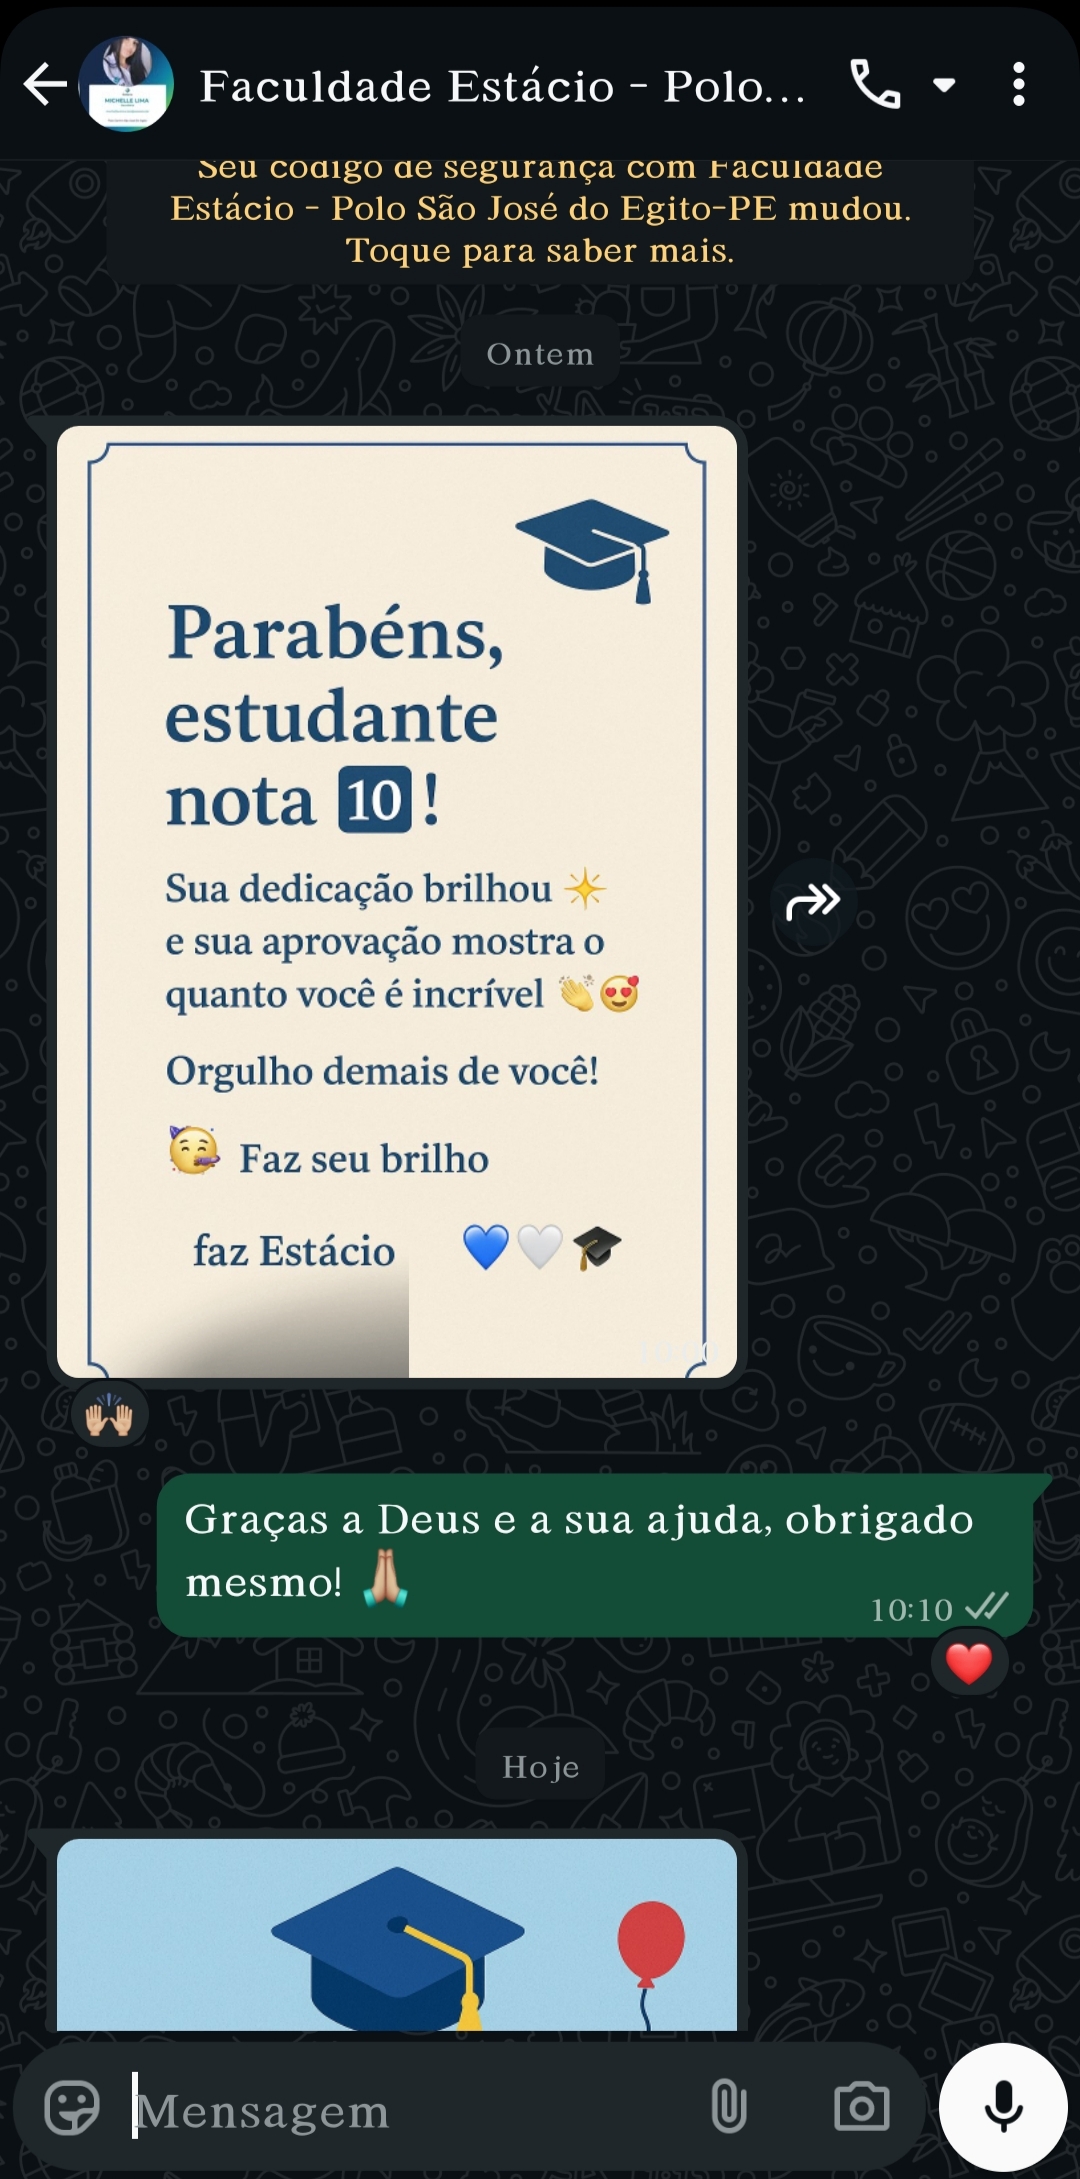 Faculdade Estácio - Polo...
MICHELLE LIMA
Seu código de segurança com Faculdade
Estácio - Polo São José do Egito-PE mudou.
Toque para saber mais.
Ontem
Parabéns,
estudante
nota 10!
Sua dedicação brilhou ✨
e sua aprovação mostra o
quanto você é incrível 👏😍
Orgulho demais de você!
🥳 Faz seu brilho
faz Estácio 💙🤍🎓
🙌🏼
Graças a Deus e a sua ajuda, obrigado
mesmo! 🙏🏼
10:10
❤️
Hoje
Mensagem